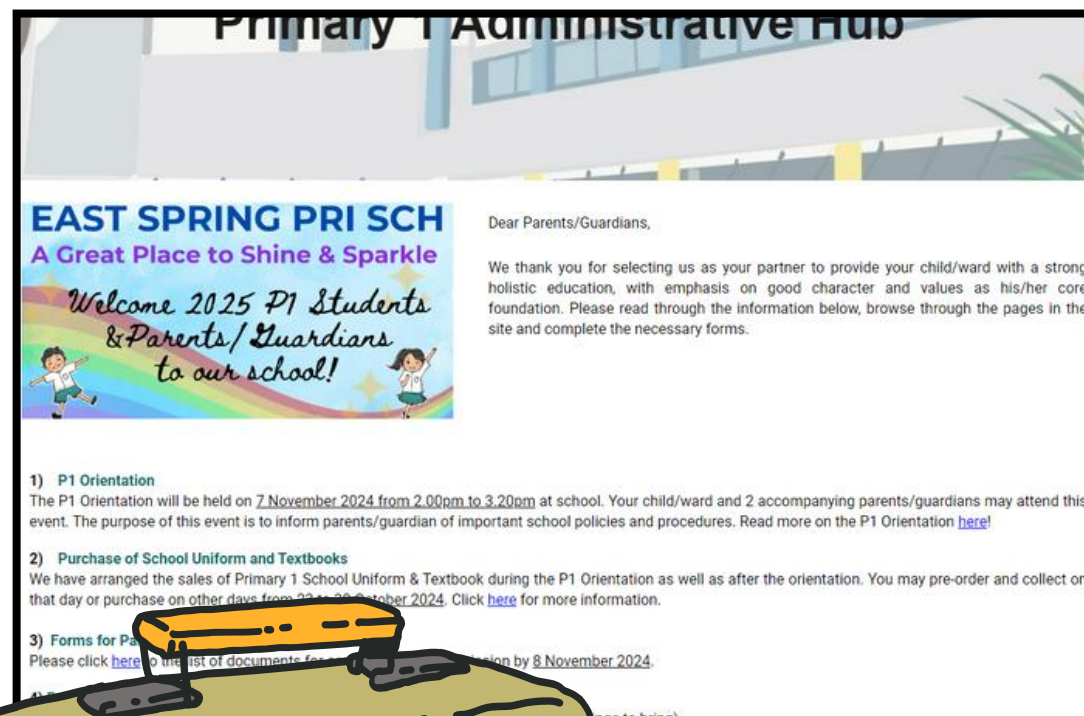 Primary 1 Administrative Hub
EAST SPRING PRI SCH
A Great Place to Shine & Sparkle
Welcome 2025 P1 Students
& Parents/Guardians
to our school!
Dear Parents/Guardians,
We thank you for selecting us as your partner to provide your child/ward with a strong
holistic education, with emphasis on good character and values as his/her core
foundation. Please read through the information below, browse through the pages in the
site and complete the necessary forms.
1) P1 Orientation
The P1 Orientation will be held on 7 November 2024 from 2.00pm to 3.20pm at school. Your child/ward and 2 accompanying parents/guardians may attend this
event. The purpose of this event is to inform parents/guardian of important school policies and procedures. Read more on the P1 Orientation here!
2) Purchase of School Uniform and Textbooks
We have arranged the sales of Primary 1 School Uniform & Textbook during the P1 Orientation as well as after the orientation. You may pre-order and collect on
that day or purchase on other days from October 2024. Click here for more information.
3) Forms for
Please click here list of documents for by 8 November 2024.
to bring)